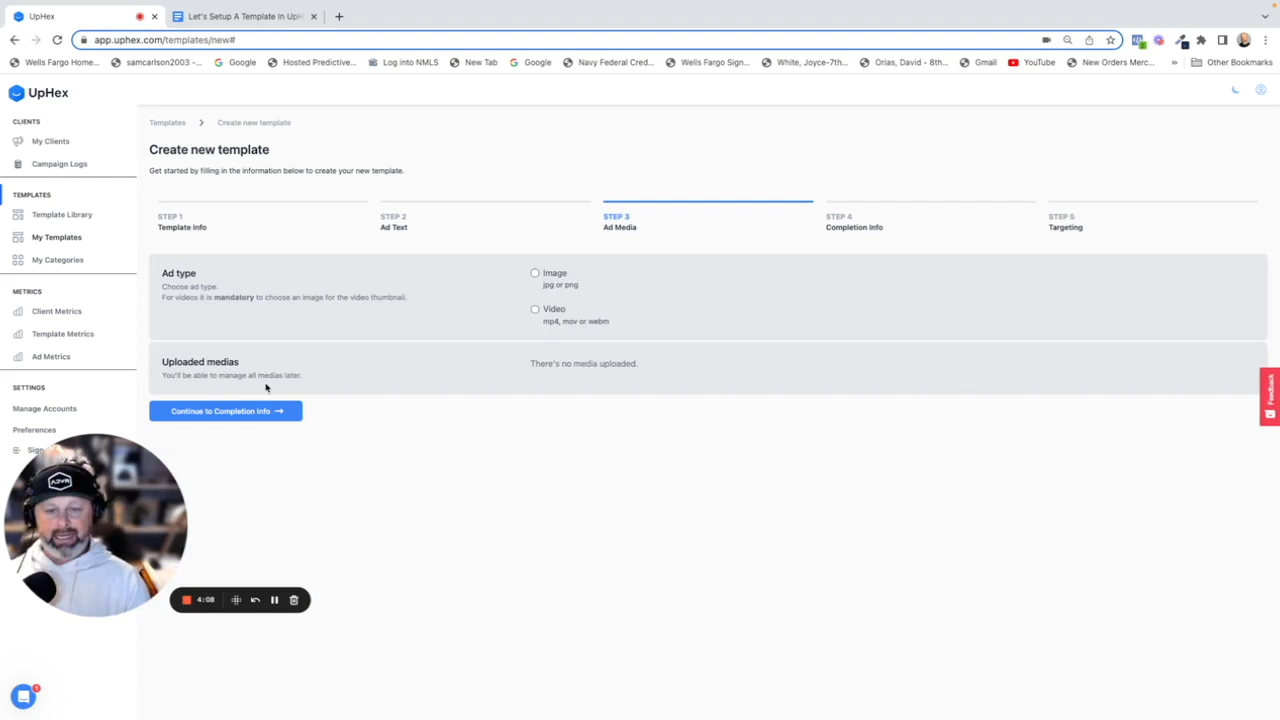 UpHex
Let's Setup A Template In UpH
app.uphex.com/templates/new#
Wells Fargo Home...
samcarlson2003 –...
Google
Hosted Predictive...
Log into NMLS
New Tab
Google
Navy Federal Cred...
Wells Fargo Sign...
White, Joyce-7th...
Orias, David - 8th...
Gmail
YouTube
New Orders Merc...
Other Bookmarks
UpHex
CLIENTS
My Clients
Campaign Logs
TEMPLATES
Template Library
My Templates
My Categories
METRICS
Client Metrics
Template Metrics
Ad Metrics
SETTINGS
Manage Accounts
Preferences
Sign
Templates
Create new template
Create new template
Get started by filling in the information below to create your new template.
STEP 1
Template Info
STEP 2
Ad Text
STEP 3
Ad Media
STEP 4
Completion Info
STEP 5
Targeting
Ad type
Choose ad type.
For videos it is mandatory to choose an image for the video thumbnail.
Image
jpg or png
Video
mp4, mov or webm
Uploaded medias
You'll be able to manage all medias later.
There's no media uploaded.
Continue to Completion Info →
Feedback
4:08